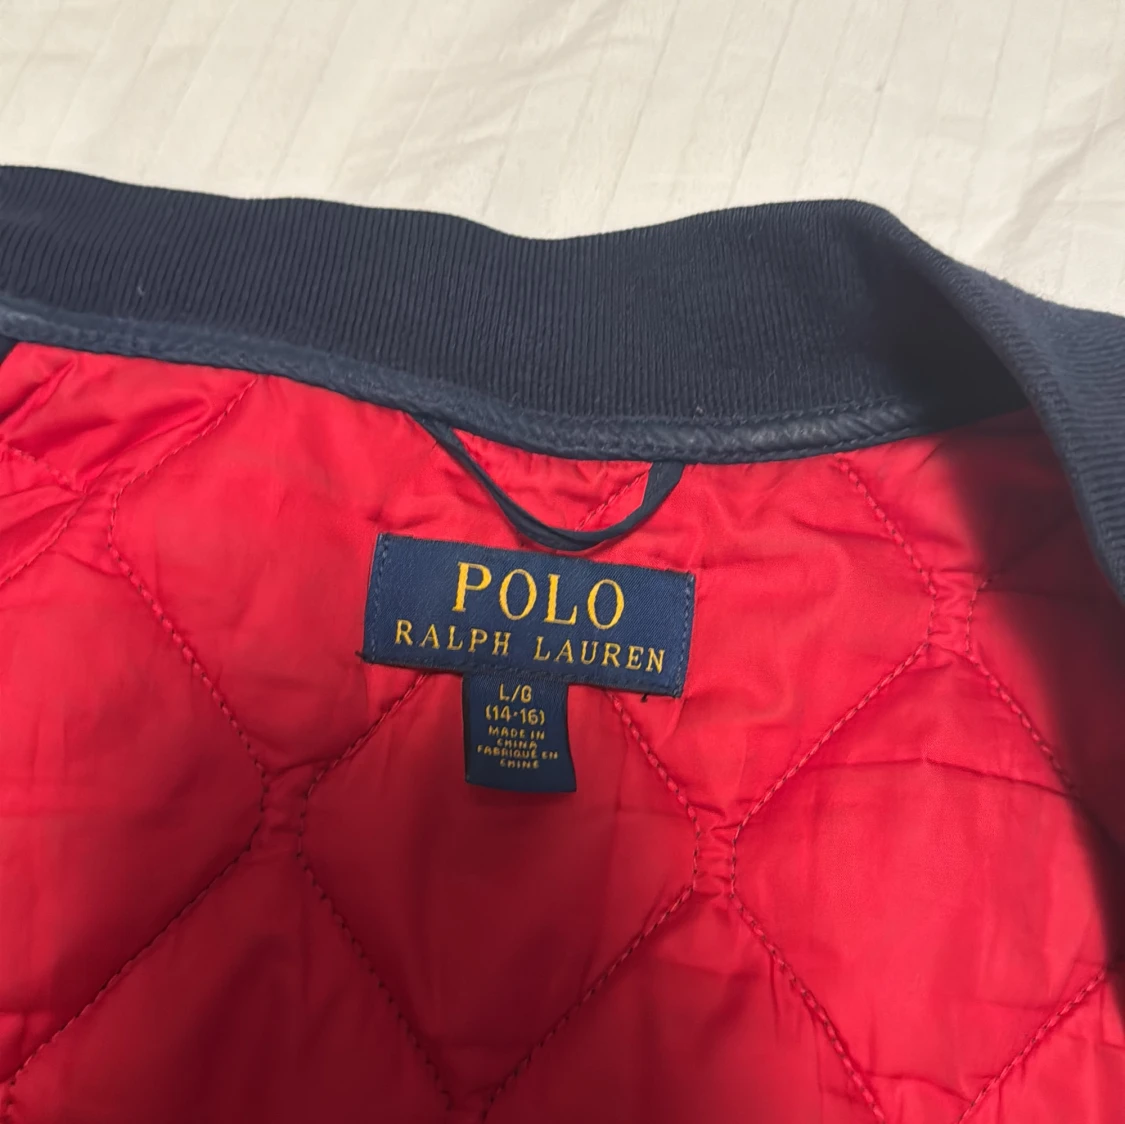 POLO
RALPH LAUREN
L/G
(14-16)
MADE IN
CHINA
FABRIQUÉ EN
CHINE